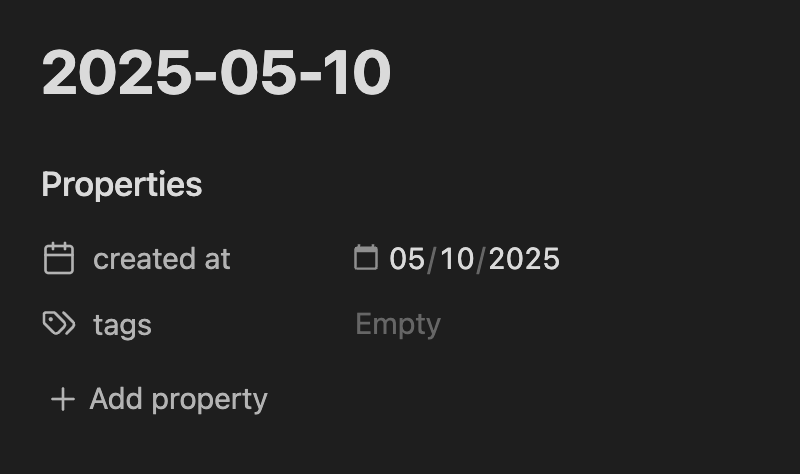 2025-05-10
Properties
created at 05/10/2025
tags Empty
+ Add property